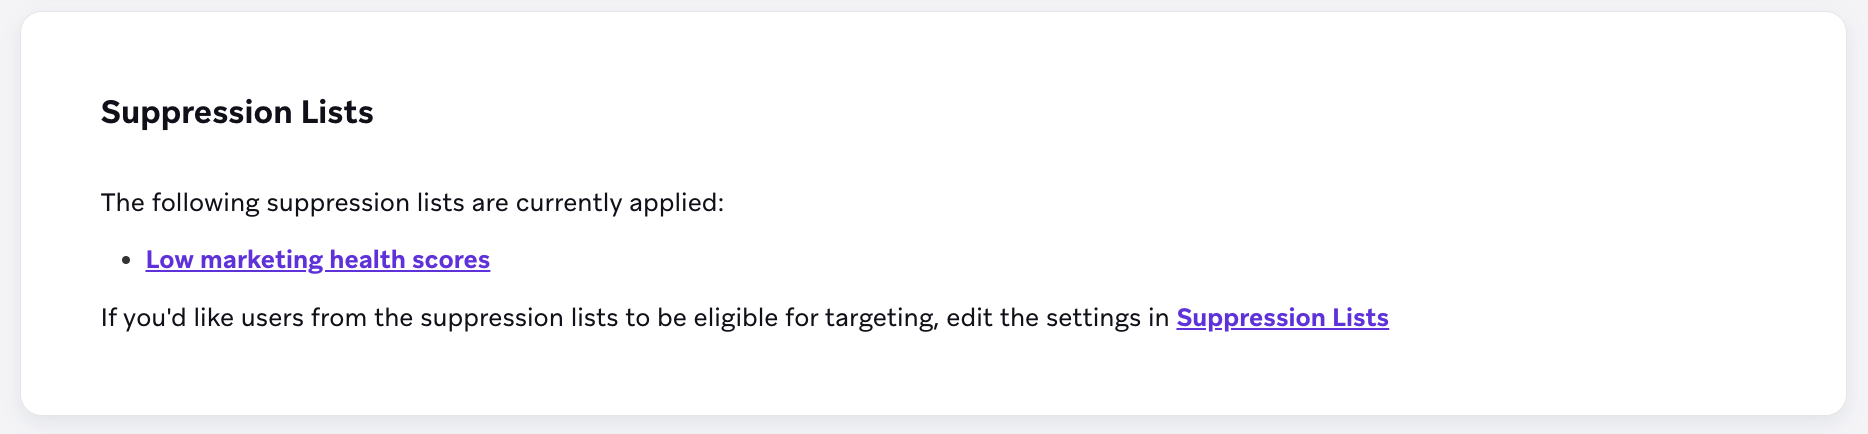 Suppression Lists
The following suppression lists are currently applied:
• Low marketing health scores
If you'd like users from the suppression lists to be eligible for targeting, edit the settings in Suppression Lists